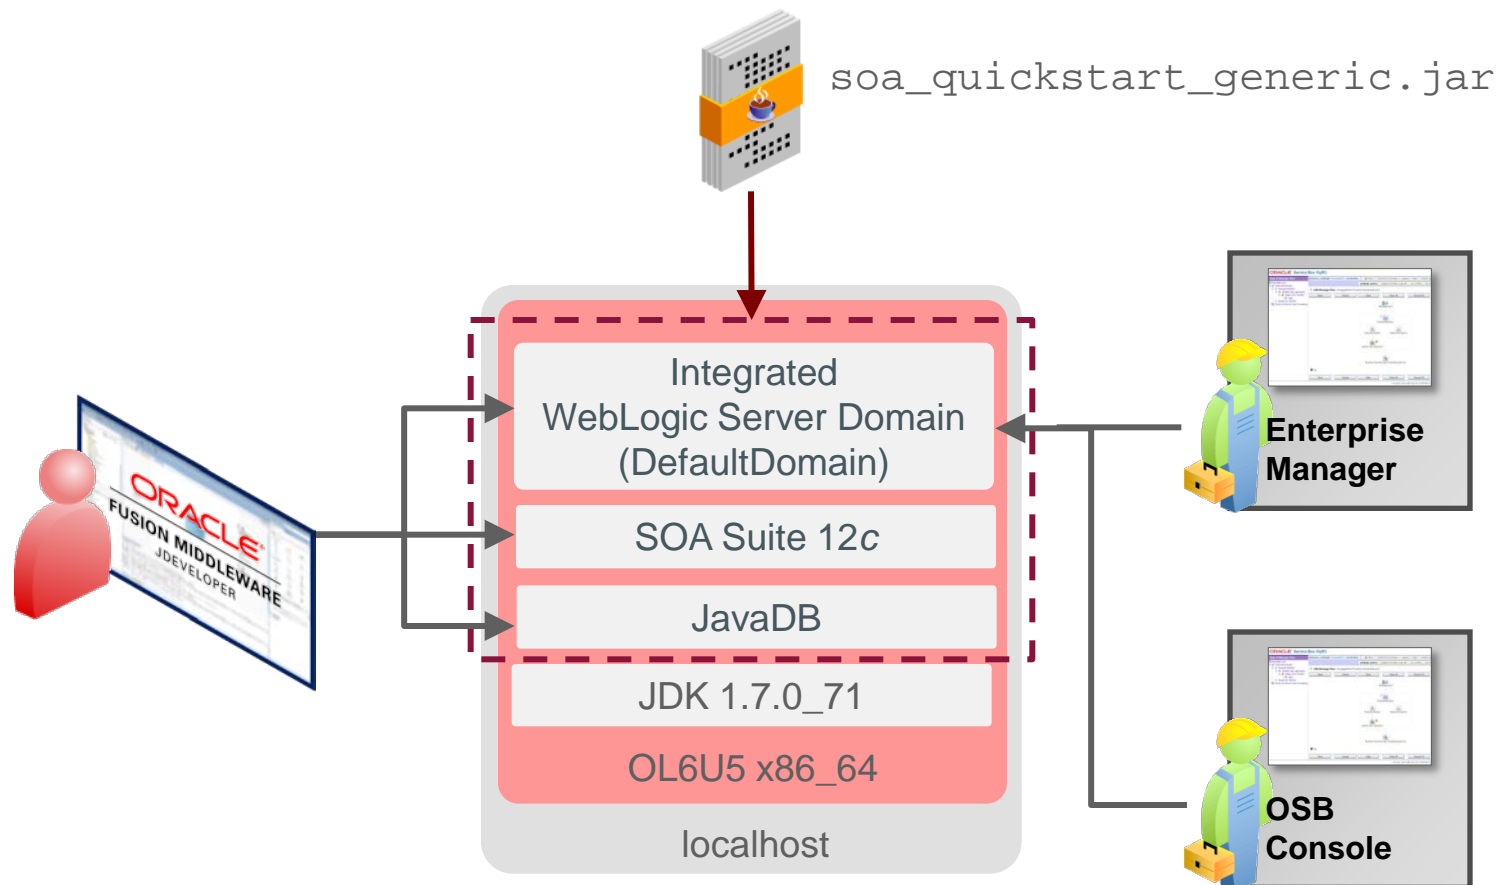 soa_quickstart_generic.jar
Integrated
WebLogic Server Domain
(DefaultDomain)
SOA Suite 12c
JavaDB
JDK 1.7.0_71
OL6U5 x86_64
localhost
ORACLE
FUSION MIDDLEWARE
JDEVELOPER
Enterprise
Manager
OSB
Console